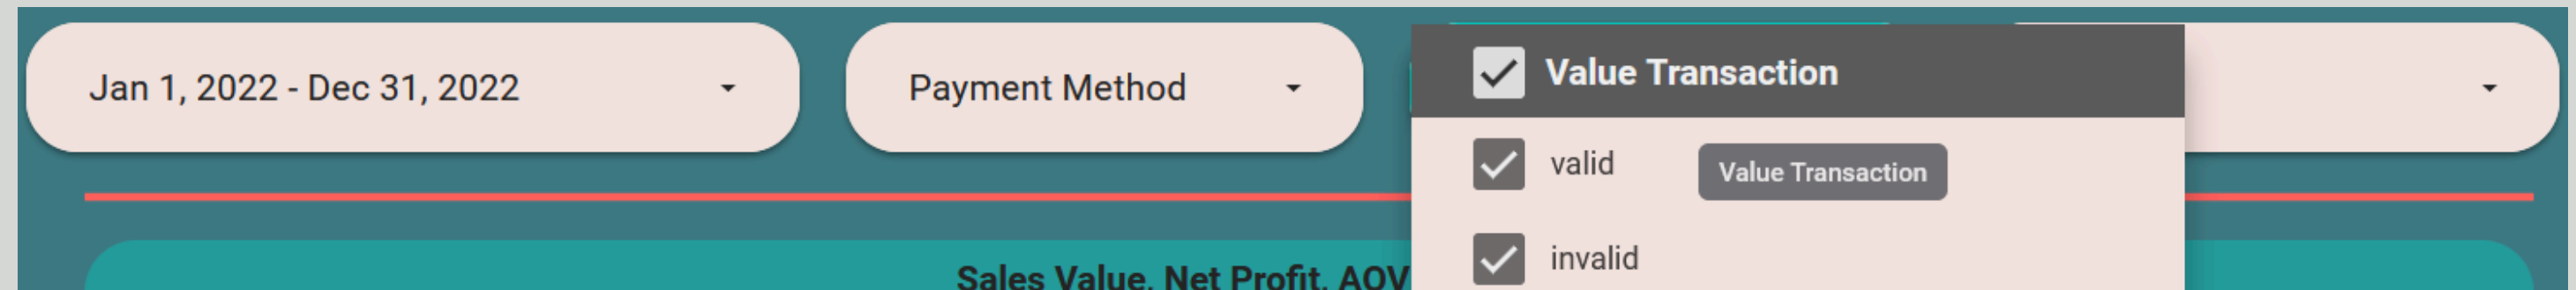 Jan 1, 2022 - Dec 31, 2022
Payment Method
Value Transaction
valid
Value Transaction
invalid
Sales Value, Net Profit, AOV